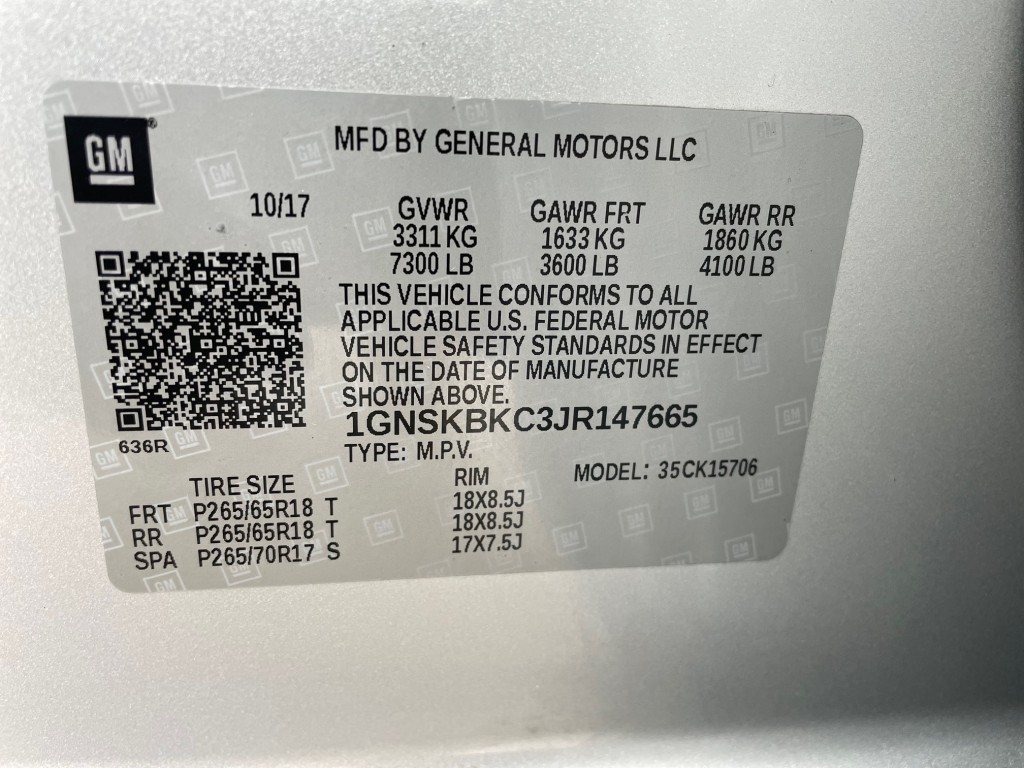 GM
MFD BY GENERAL MOTORS LLC
10/17 GVWR GAWR FRT GAWR RR
3311 KG 1633 KG 1860 KG
7300 LB 3600 LB 4100 LB
THIS VEHICLE CONFORMS TO ALL
APPLICABLE U.S. FEDERAL MOTOR
VEHICLE SAFETY STANDARDS IN EFFECT
ON THE DATE OF MANUFACTURE
SHOWN ABOVE.
1GNSKBKC3JR147665
636R
TYPE: M.P.V. MODEL: 35CK15706
TIRE SIZE RIM
FRT P265/65R18 T 18X8.5J
RR P265/65R18 T 18X8.5J
SPA P265/70R17 S 17X7.5J